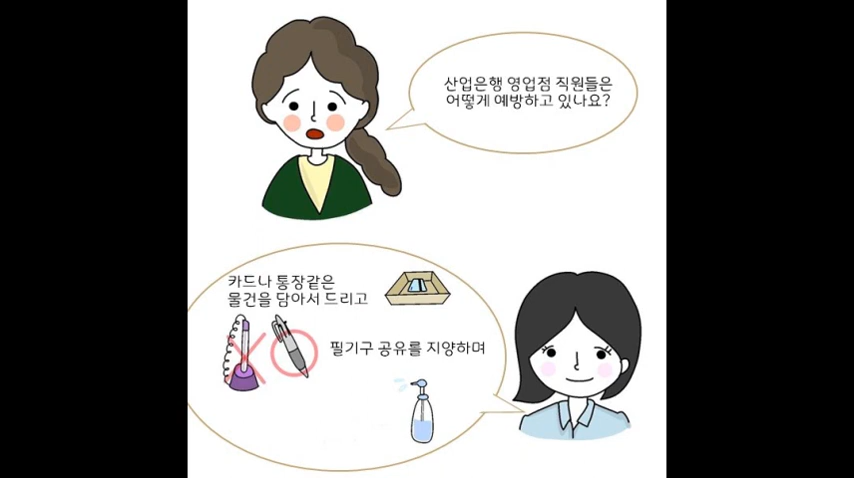 산업은행 영업점 직원들은
어떻게 예방하고 있나요?
카드나 통장같은
물건을 담아서 드리고
필기구 공유를 지양하며